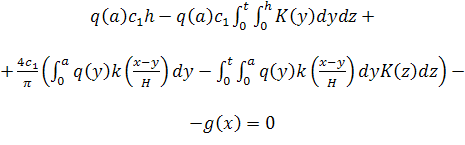 q(a)c₁h − q(a)c₁∫₀ᵗ∫₀ʰ K(y)dydz +
+ 4c₁/π (∫₀ᵃ q(y)k((x−y)/H) dy − ∫₀ᵗ∫₀ᵃ q(y)k((x−y)/H) dyK(z)dz) −
−g(x) = 0